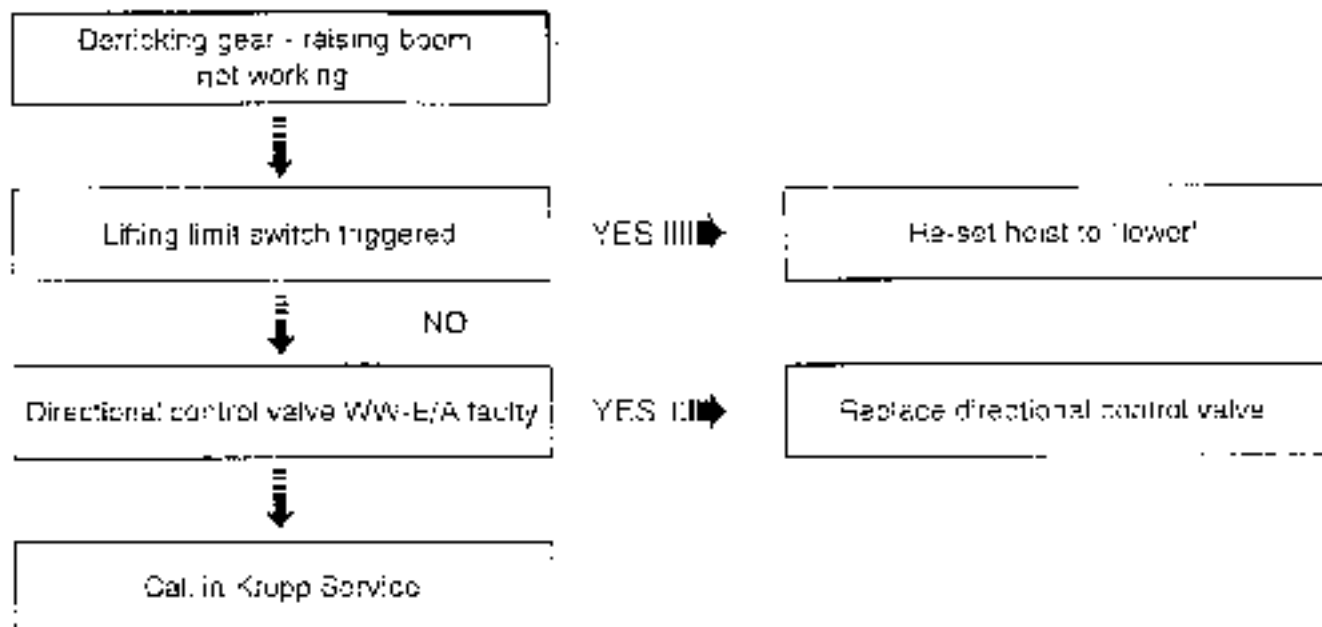 Derricking gear - raising boom
not working
Lifting limit switch triggered
YES
Re-set hoist to 'lower'
NO
Directional control valve WW-E/A faulty
YES
Replace directional control valve
Call in Krupp Service